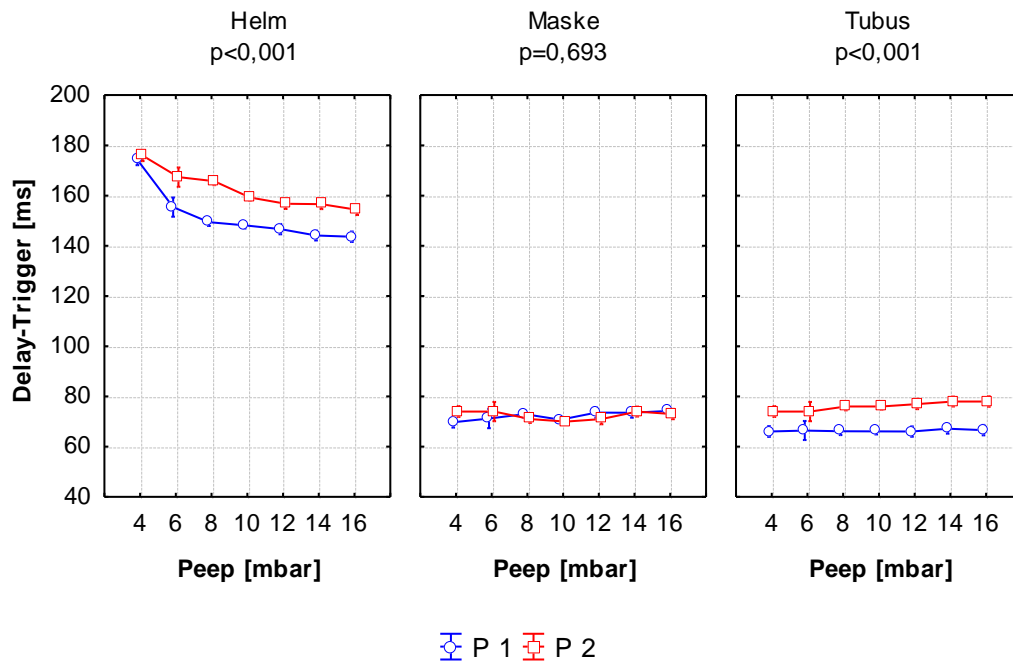 Helm
p<0,001
Maske
p=0,693
Tubus
p<0,001
Delay-Trigger [ms]
200
180
160
140
120
100
80
60
40
4 6 8 10 12 14 16
4 6 8 10 12 14 16
4 6 8 10 12 14 16
Peep [mbar]
Peep [mbar]
Peep [mbar]
P 1 P 2